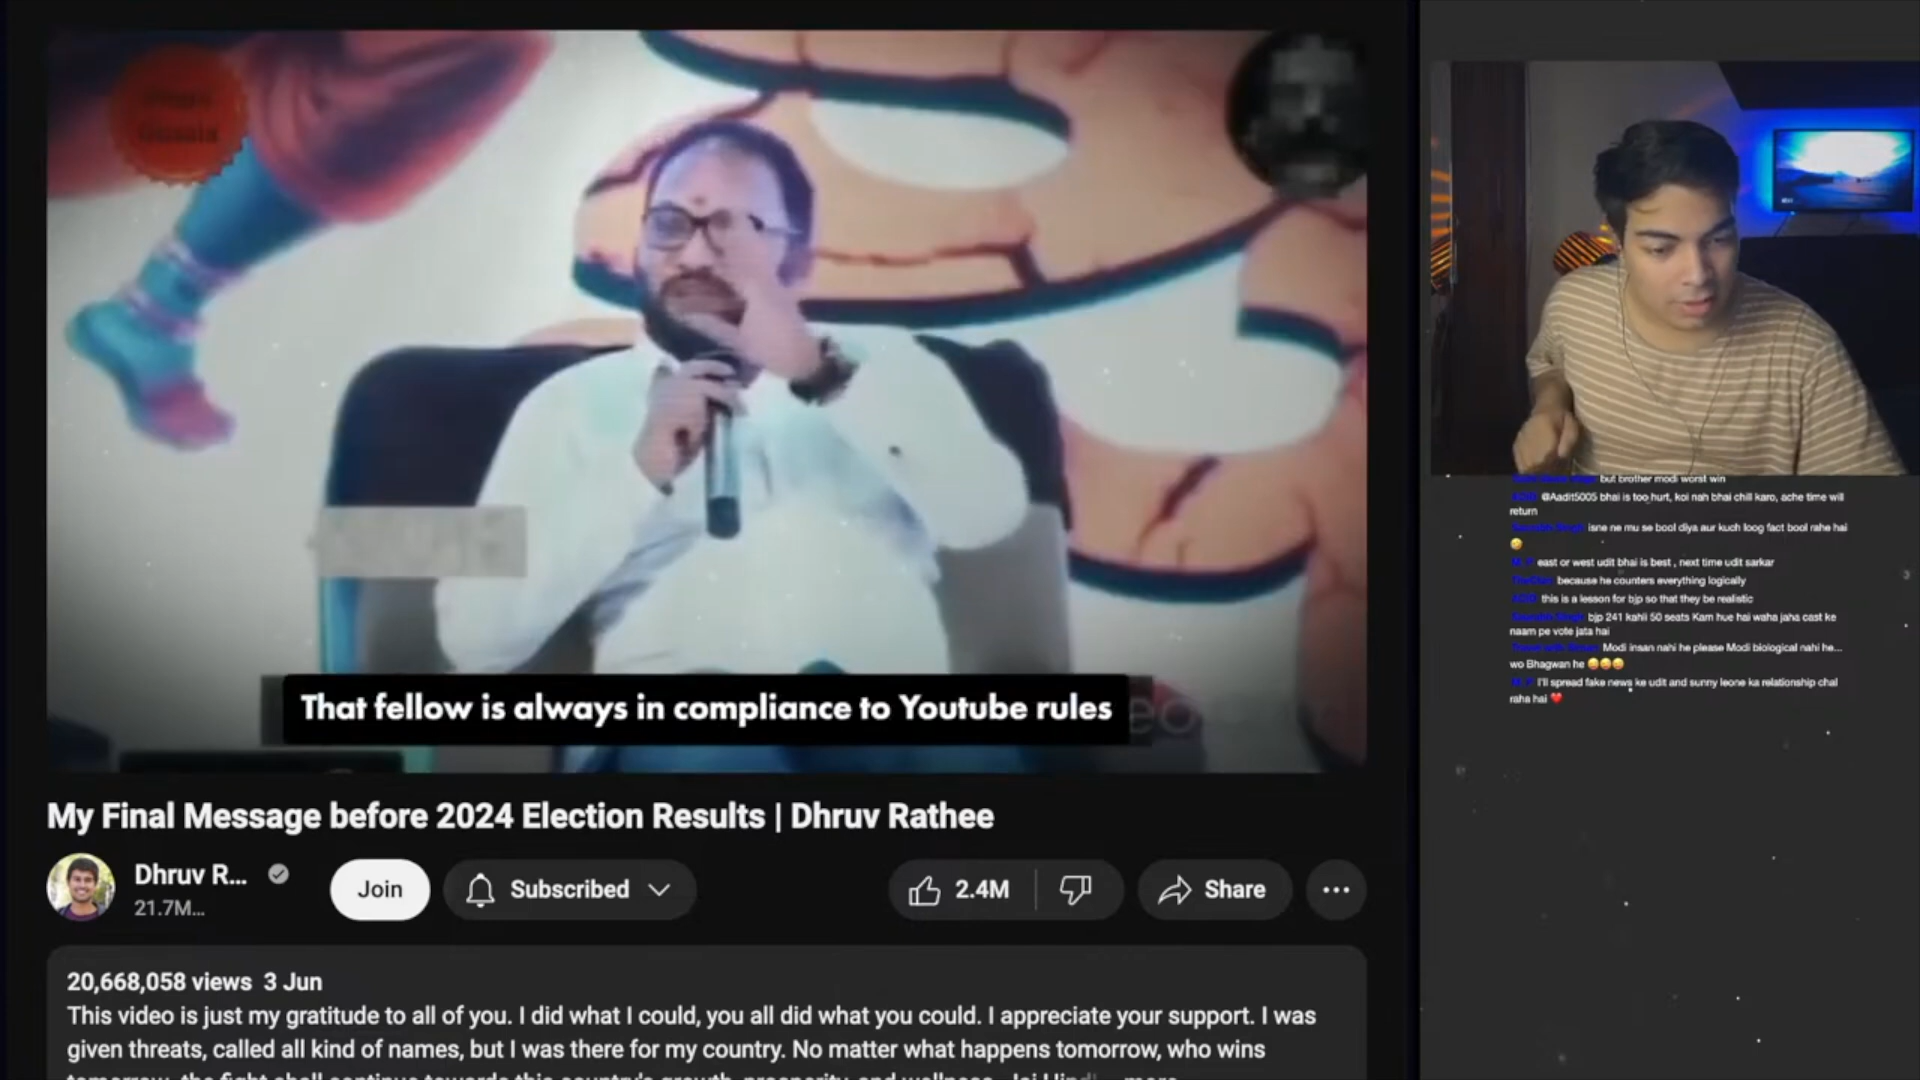 That fellow is always in compliance to Youtube rules
My Final Message before 2024 Election Results | Dhruv Rathee
Dhruv R...
21.7M...
Join
Subscribed
2.4M
Share
20,668,058 views 3 Jun
This video is just my gratitude to all of you. I did what I could, you all did what you could. I appreciate your support. I was
given threats, called all kind of names, but I was there for my country. No matter what happens tomorrow, who wins
but brother modi worst win
@Aadit5005 bhai is too hurt, koi nah bhai chill karo, ache time will
return
isne ne mu se bool diya aur kuch loog fact bool rahe hai
🤣
east or west udit bhai is best , next time udit sarkar
because he counters everything logically
this is a lesson for bjp so that they be realistic
bjp 241 kahli 50 seats Kam hue hai waha jaha cast ke
naam pe vote jata hai
Modi insan nahi he please Modi biological nahi he...
wo Bhagwan he 😄😄😄
I'll spread fake news ke udit and sunny leone ka relationship chal
raha hai ❤️